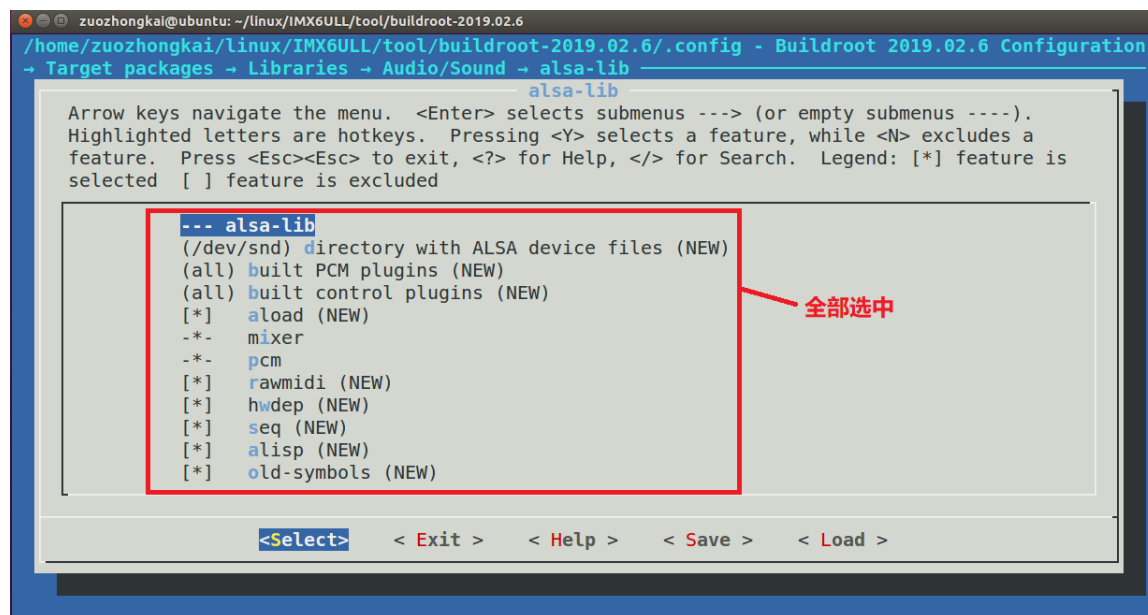 zuozhongkai@ubuntu: ~/linux/IMX6ULL/tool/buildroot-2019.02.6
/home/zuozhongkai/linux/IMX6ULL/tool/buildroot-2019.02.6/.config - Buildroot 2019.02.6 Configuration
→ Target packages → Libraries → Audio/Sound → alsa-lib
alsa-lib
Arrow keys navigate the menu.  <Enter> selects submenus ---> (or empty submenus ----).
Highlighted letters are hotkeys.  Pressing <Y> selects a feature, while <N> excludes a
feature.  Press <Esc><Esc> to exit, <?> for Help, </> for Search.  Legend: [*] feature is
selected  [ ] feature is excluded
--- alsa-lib
(/dev/snd) directory with ALSA device files (NEW)
(all) built PCM plugins (NEW)
(all) built control plugins (NEW)
[*]   aload (NEW)
-*-   mixer
-*-   pcm
[*]   rawmidi (NEW)
[*]   hwdep (NEW)
[*]   seq (NEW)
[*]   alisp (NEW)
[*]   old-symbols (NEW)
全部选中
<Select>    < Exit >    < Help >    < Save >    < Load >